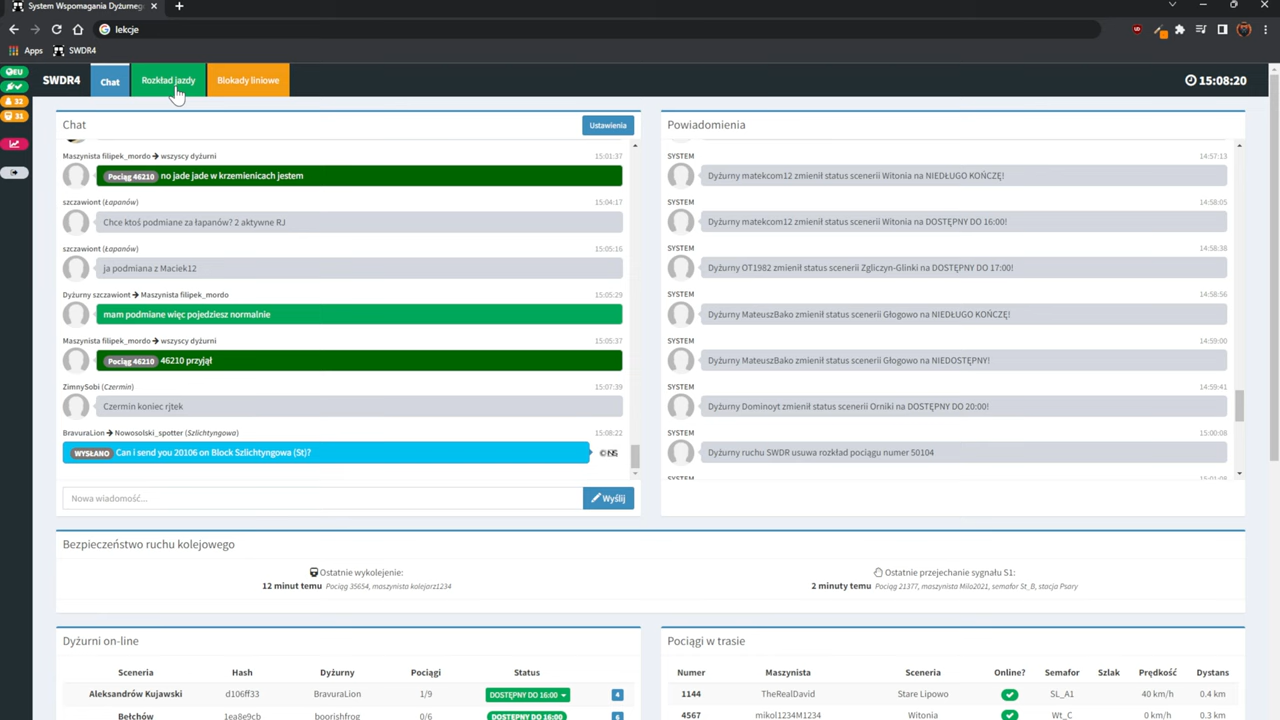 System Wspomagania Dyżurneg
lekcje
Apps SWDR4
EU
32
31
SWDR4 Chat Rozkład jazdy Blokady liniowe 15:08:20
Chat Ustawienia
Maszynista filipek_mordo → wszyscy dyżurni 15:01:37
Pociąg 46210 no jade jade w krzemienicach jestem
szczawiont (Łapanów) 15:04:17
Chce ktoś podmiane za łapanów? 2 aktywne RJ
szczawiont (Łapanów) 15:05:16
ja podmiana z Maciek12
Dyżurny szczawiont → Maszynista filipek_mordo 15:05:29
mam podmiane więc pojedziesz normalnie
Maszynista filipek_mordo → wszyscy dyżurni 15:05:37
Pociąg 46210 46210 przyjął
ZimnySobi (Czermin) 15:07:39
Czermin koniec rjtek
BravuraLion → Nowosolski_spotter (Szlichtyngowa) 15:08:22
WYSŁANO Can i send you 20106 on Block Szlichtyngowa (St)?
Nowa wiadomość... Wyślij
Powiadomienia
SYSTEM 14:57:13
Dyżurny matekcom12 zmienił status scenerii Witonia na NIEDŁUGO KOŃCZĘ!
SYSTEM 14:58:05
Dyżurny matekcom12 zmienił status scenerii Witonia na DOSTĘPNY DO 16:00!
SYSTEM 14:58:38
Dyżurny OT1982 zmienił status scenerii Zgliczyn-Glinki na DOSTĘPNY DO 17:00!
SYSTEM 14:58:56
Dyżurny MateuszBako zmienił status scenerii Głogowo na NIEDŁUGO KOŃCZĘ!
SYSTEM 14:59:00
Dyżurny MateuszBako zmienił status scenerii Głogowo na NIEDOSTĘPNY!
SYSTEM 14:59:41
Dyżurny Dominoyt zmienił status scenerii Orniki na DOSTĘPNY DO 20:00!
SYSTEM 15:00:08
Dyżurny ruchu SWDR usuwa rozkład pociągu numer 50104
SYSTEM 15:01:08
Bezpieczeństwo ruchu kolejowego
Ostatnie wykolejenie:
12 minut temu Pociąg 35654, maszynista kolejorz1234
Ostatnie przejechanie sygnału S1:
2 minuty temu Pociąg 21377, maszynista Milo2021, semafor St_B, stacja Psary
Dyżurni on-line
Sceneria Hash Dyżurny Pociągi Status
Aleksandrów Kujawski d106ff33 BravuraLion 1/9 DOSTĘPNY DO 16:00 4
Bełchów 1ea8e9cb boorishfrog 0/6 DOSTĘPNY DO 16:00 6
Pociągi w trasie
Numer Maszynista Sceneria Online? Semafor Szlak Prędkość Dystans
1144 TheRealDavid Stare Lipowo SL_A1 40 km/h 0.4 km
4567 mikol1234M1234 Witonia Wt_C 0 km/h 0.3 km